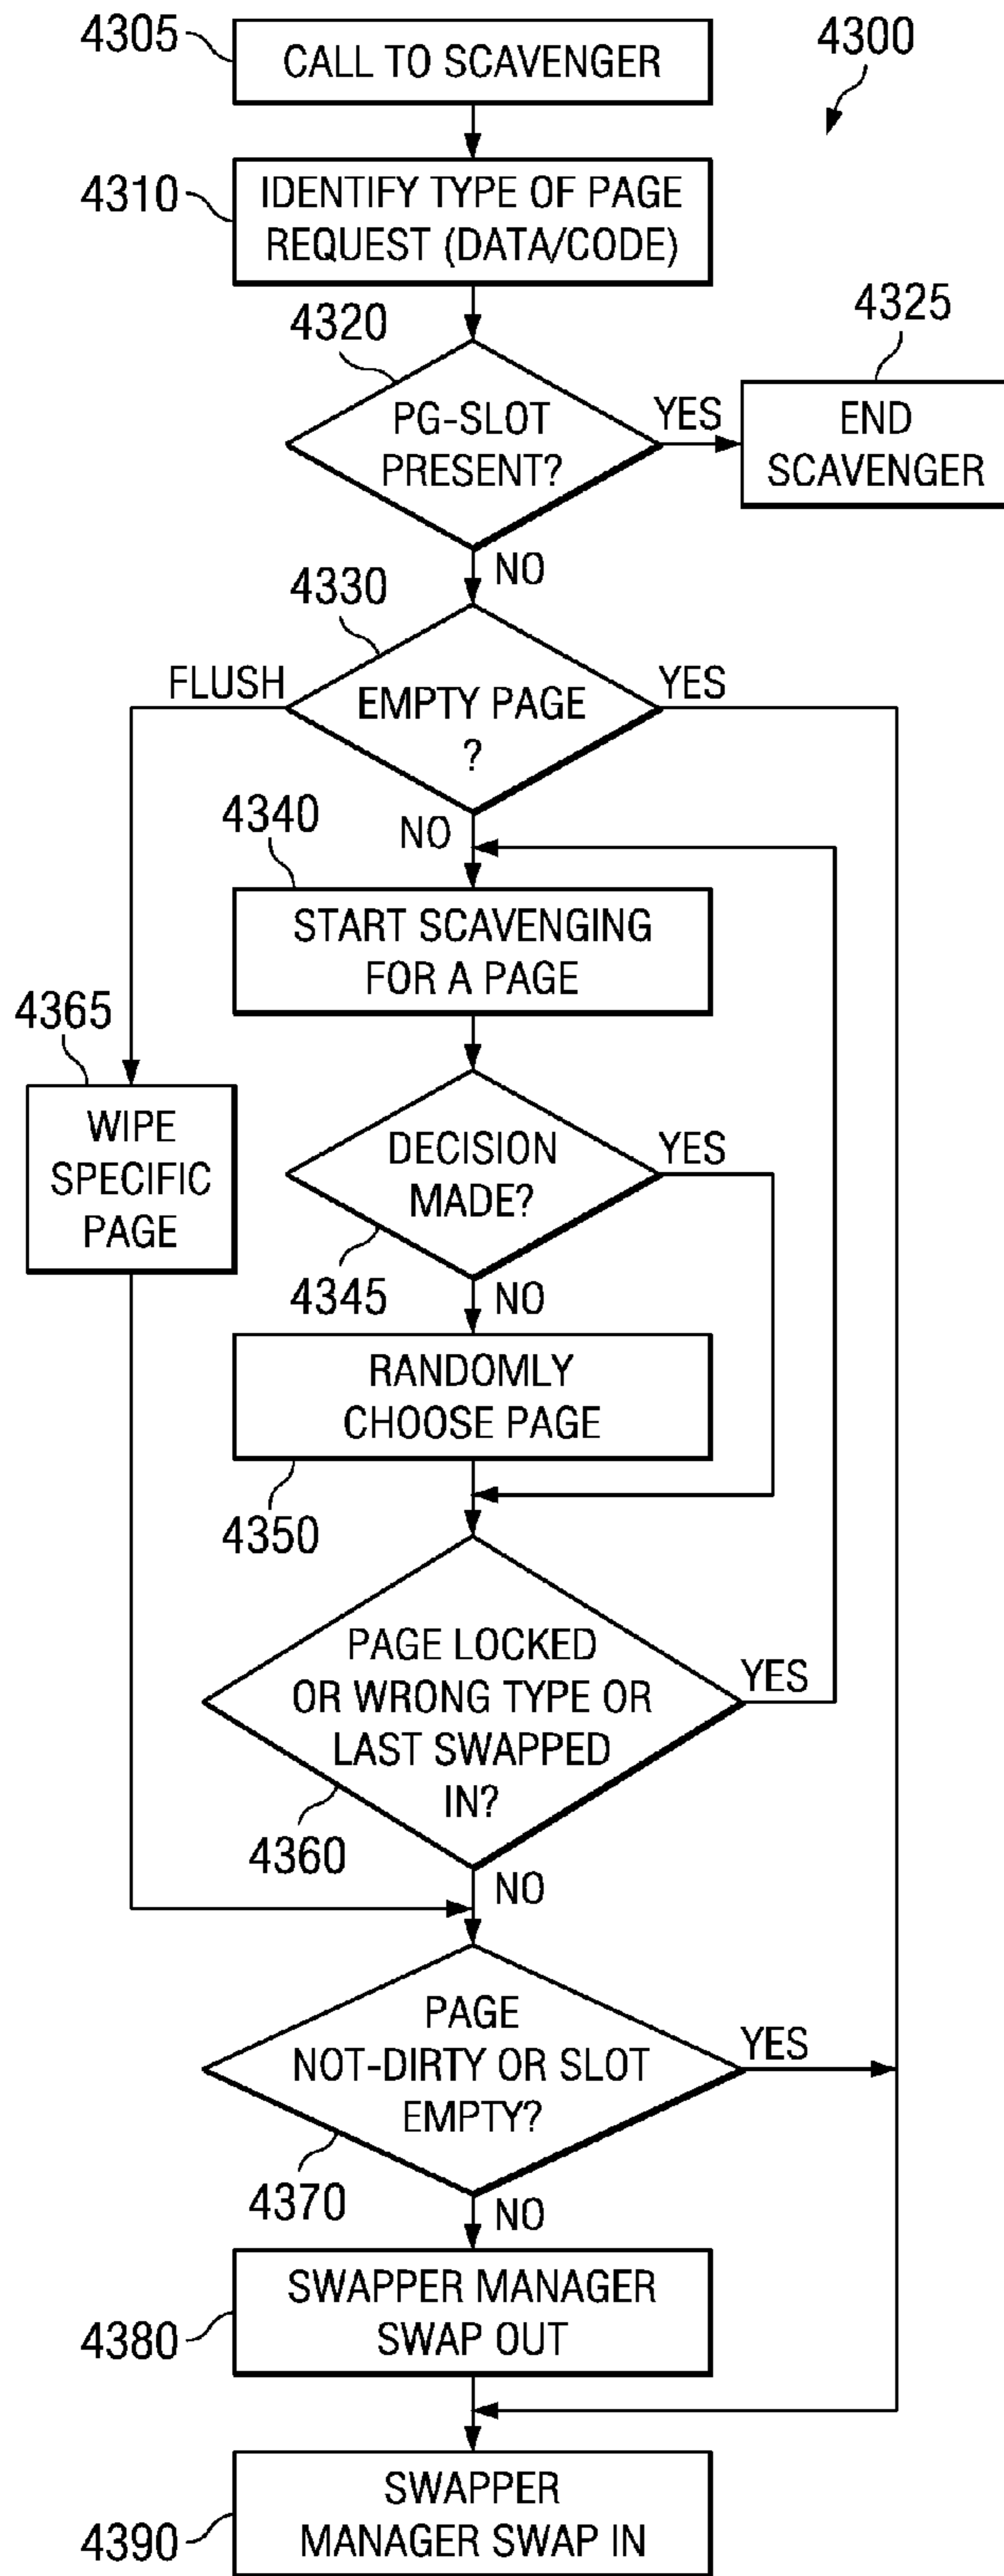 4305
CALL TO SCAVENGER
4300
4310
IDENTIFY TYPE OF PAGE
REQUEST (DATA/CODE)
4320
4325
PG-SLOT
PRESENT?
YES
END
SCAVENGER
NO
4330
FLUSH
EMPTY PAGE
?
YES
NO
4340
START SCAVENGING
FOR A PAGE
4365
WIPE
SPECIFIC
PAGE
DECISION
MADE?
YES
4345
NO
RANDOMLY
CHOOSE PAGE
4350
PAGE LOCKED
OR WRONG TYPE OR
LAST SWAPPED
IN?
YES
4360
NO
PAGE
NOT-DIRTY OR SLOT
EMPTY?
YES
4370
NO
SWAPPER MANAGER
SWAP OUT
4380
SWAPPER
MANAGER SWAP IN
4390